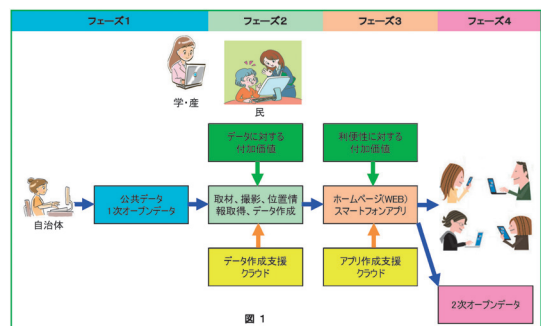 フェーズ1
フェーズ2
フェーズ3
フェーズ4
学・産
民
データに対する
付加価値
利便性に対する
付加価値
自治体
公共データ
1次オープンデータ
取材、撮影、位置情
報取得、データ作成
ホームページ(WEB)
スマートフォンアプリ
データ作成支援
クラウド
アプリ作成支援
クラウド
2次オープンデータ
図 1